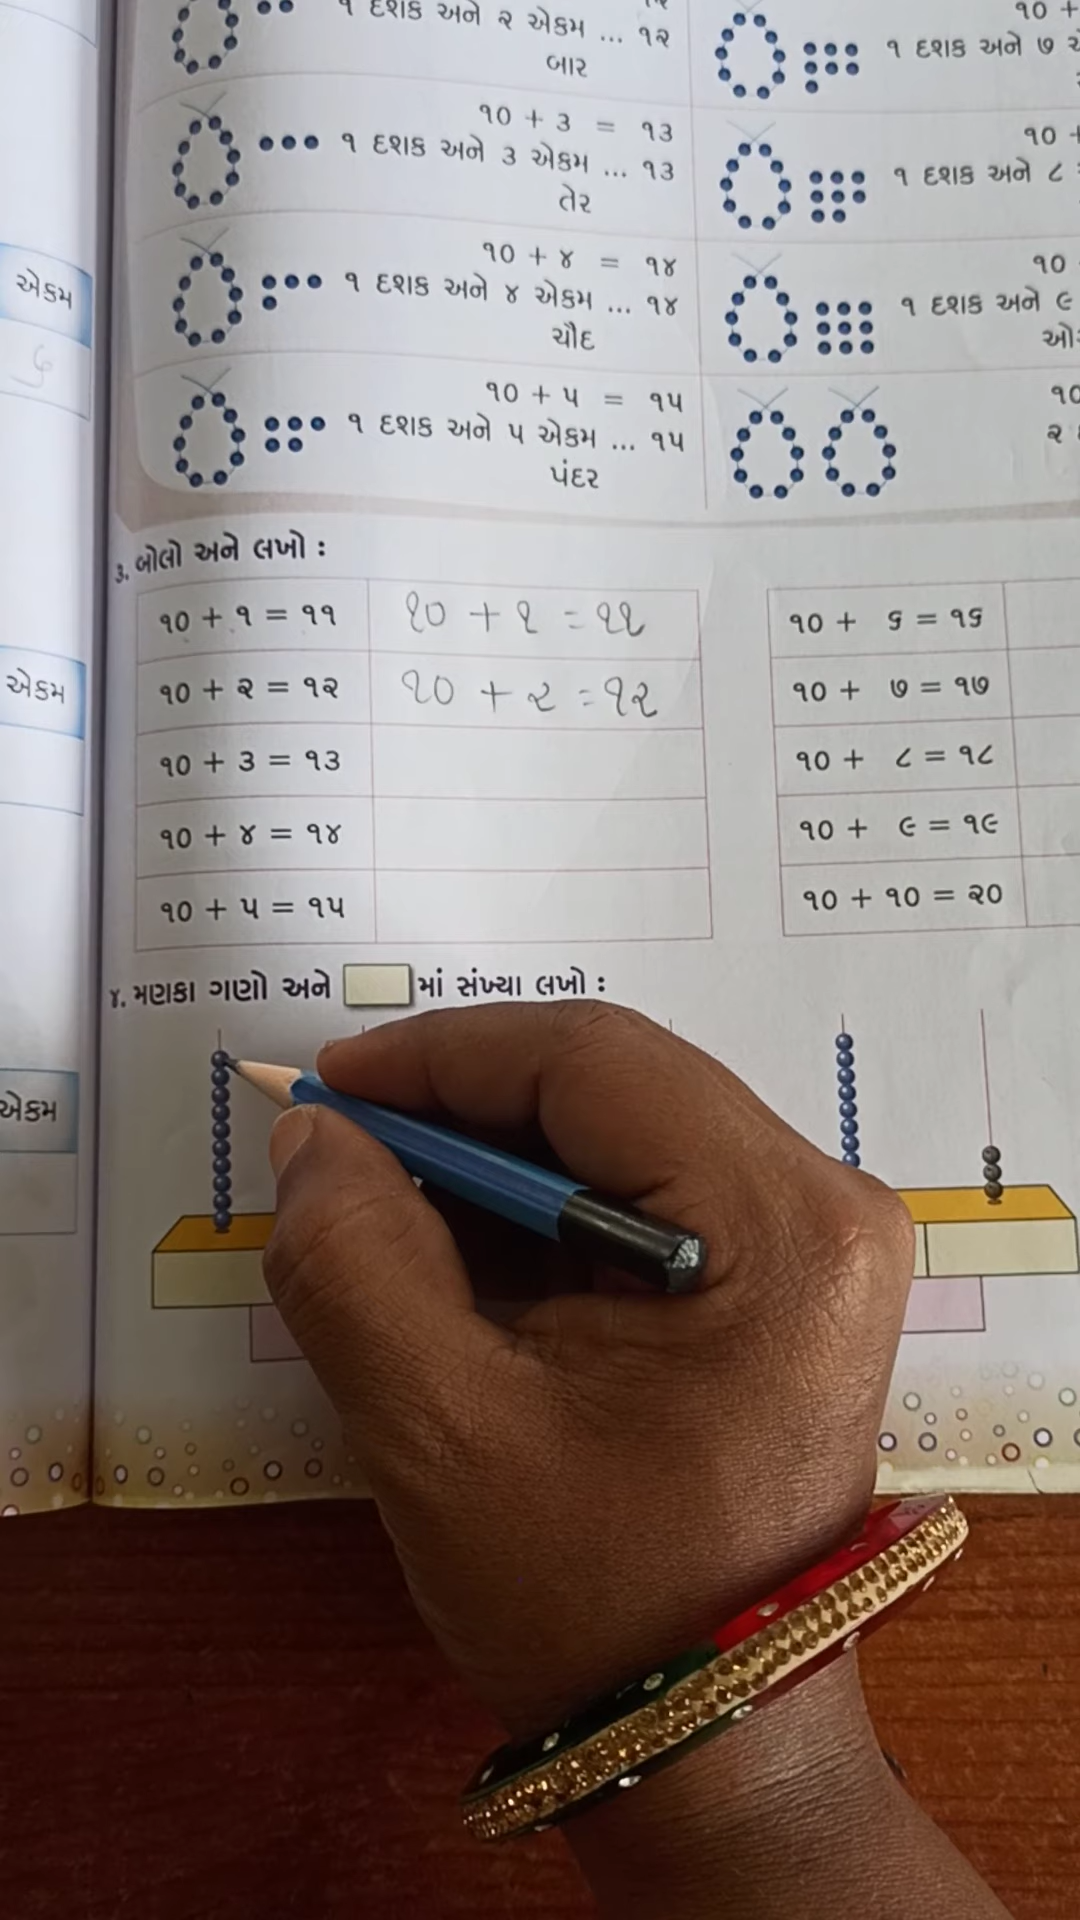 ૧ દશક અને ૨ એકમ ... ૧૨
બાર
૧૦ + ૩ = ૧૩
૧ દશક અને ૩ એકમ ... ૧૩
તેર
૧૦ + ૪ = ૧૪
૧ દશક અને ૪ એકમ ... ૧૪
ચૌદ
૧૦ + ૫ = ૧૫
૧ દશક અને ૫ એકમ ... ૧૫
પંદર
૧૦ +
૧ દશક અને ૭
૧૦ +
૧ દશક અને ૮
૧૦
૧ દશક અને ૯
૧૦
૨
એકમ
૬
એકમ
એકમ
૩. બોલો અને લખો :
૧૦ + ૧ = ૧૧ ૧૦ + ૧ = ૧૧
૧૦ + ૨ = ૧૨ ૧૦ + ૨ = ૧૨
૧૦ + ૩ = ૧૩
૧૦ + ૪ = ૧૪
૧૦ + ૫ = ૧૫
૧૦ + ૬ = ૧૬
૧૦ + ૭ = ૧૭
૧૦ + ૮ = ૧૮
૧૦ + ૯ = ૧૯
૧૦ + ૧૦ = ૨૦
૪. મણકા ગણો અને માં સંખ્યા લખો :